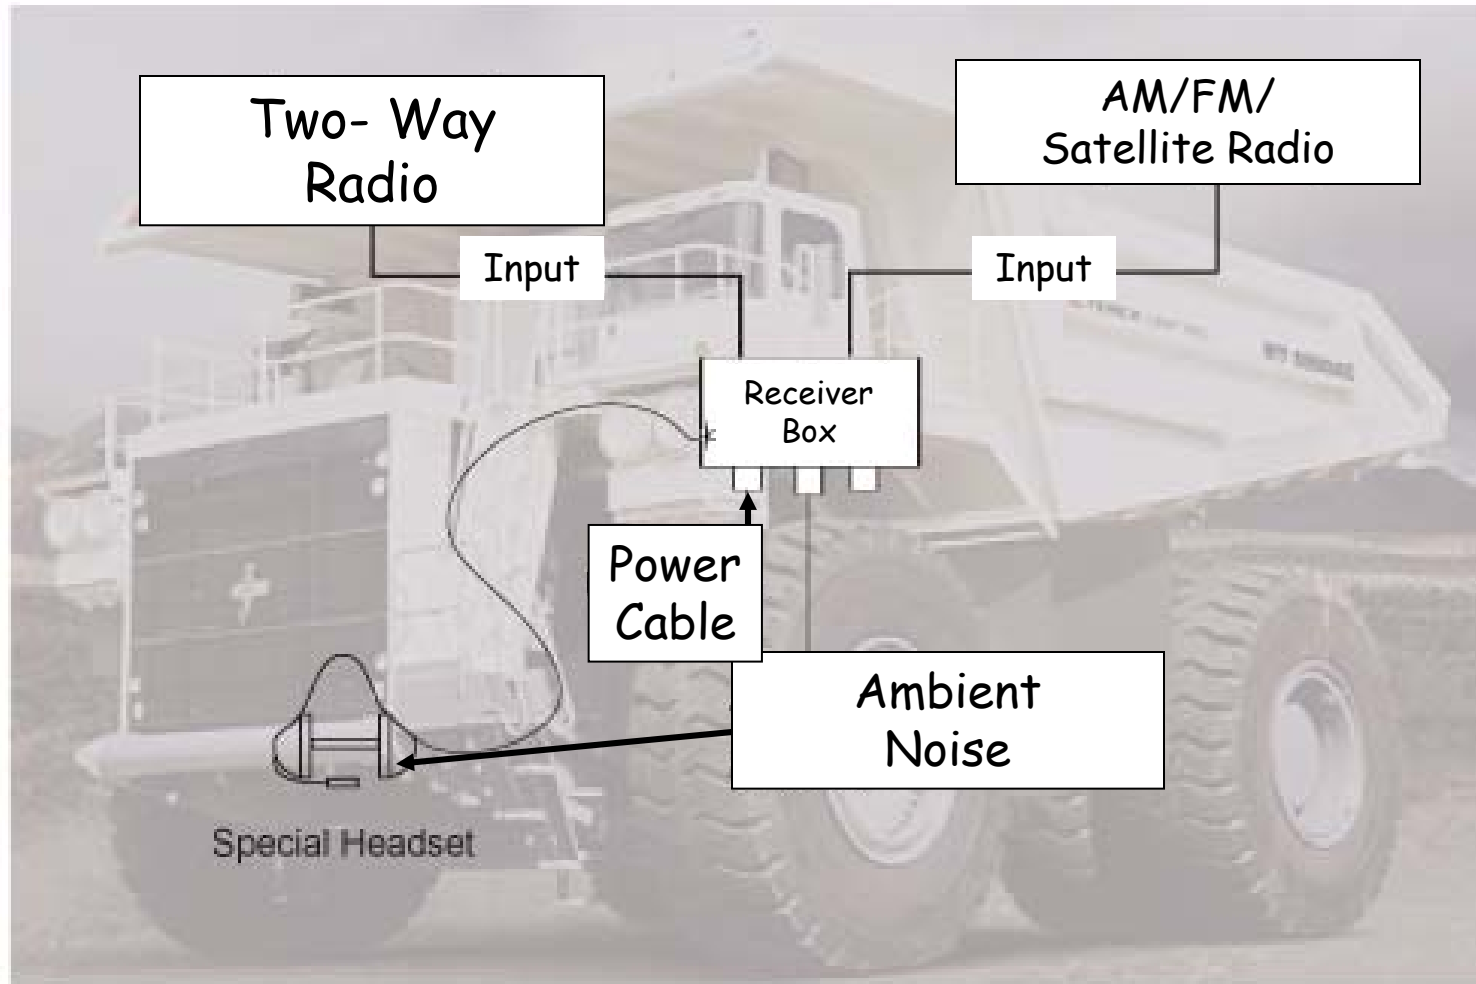 Two- Way
Radio
AM/FM/
Satellite Radio
Input
Input
Receiver
Box
Power
Cable
Ambient
Noise
Special Headset